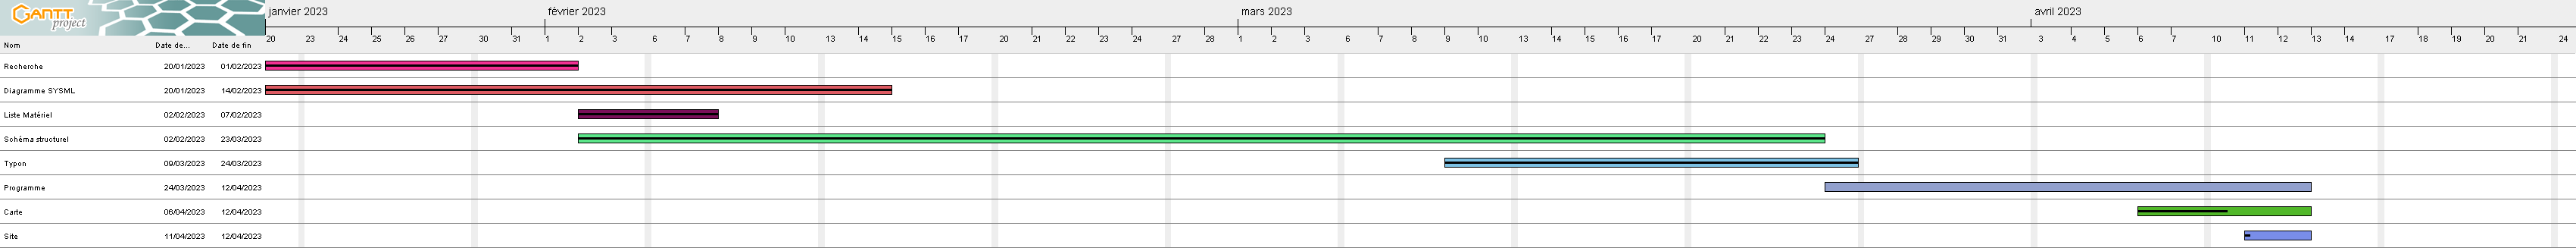 GANTT project
janvier 2023 février 2023 mars 2023 avril 2023
Nom Date de... Date de fin 20 23 24 25 26 27 30 31 1 2 3 6 7 8 9 10 13 14 15 16 17 20 21 22 23 24 27 28 1 2 3 6 7 8 9 10 13 14 15 16 17 20 21 22 23 24 27 28 29 30 31 3 4 5 6 7 10 11 12 13 14 17 18 19 20 21 24
Recherche 20/01/2023 01/02/2023
Diagramme SYSML 20/01/2023 14/02/2023
Liste Matériel 02/02/2023 07/02/2023
Schéma structurel 02/02/2023 23/03/2023
Typon 09/03/2023 24/03/2023
Programme 24/03/2023 12/04/2023
Carte 06/04/2023 12/04/2023
Site 11/04/2023 12/04/2023